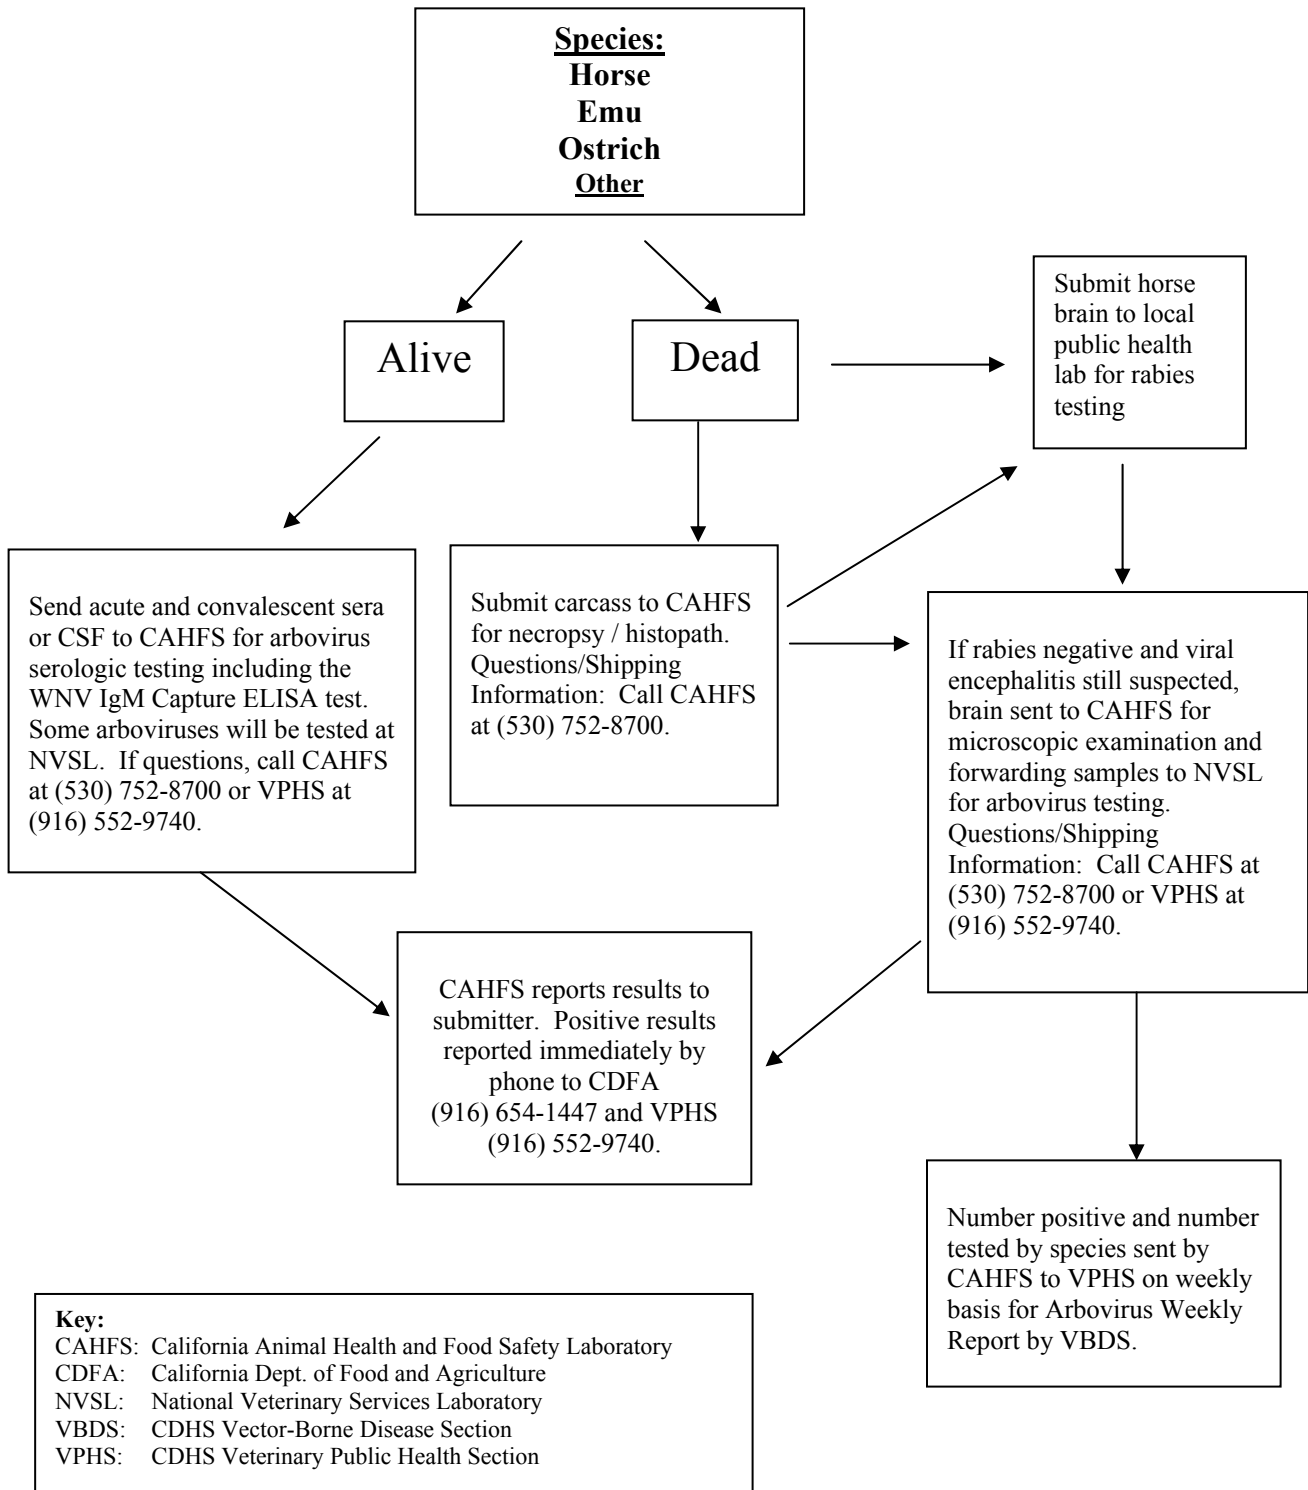 Species:
Horse
Emu
Ostrich
Other
Alive
Dead
Submit horse
brain to local
public health
lab for rabies
testing
Send acute and convalescent sera
or CSF to CAHFS for arbovirus
serologic testing including the
WNV IgM Capture ELISA test.
Some arboviruses will be tested at
NVSL.  If questions, call CAHFS
at (530) 752-8700 or VPHS at
(916) 552-9740.
Submit carcass to CAHFS
for necropsy / histopath.
Questions/Shipping
Information:  Call CAHFS
at (530) 752-8700.
If rabies negative and viral
encephalitis still suspected,
brain sent to CAHFS for
microscopic examination and
forwarding samples to NVSL
for arbovirus testing.
Questions/Shipping
Information:  Call CAHFS at
(530) 752-8700 or VPHS at
(916) 552-9740.
CAHFS reports results to
submitter.  Positive results
reported immediately by
phone to CDFA
(916) 654-1447 and VPHS
(916) 552-9740.
Number positive and number
tested by species sent by
CAHFS to VPHS on weekly
basis for Arbovirus Weekly
Report by VBDS.
Key:
CAHFS:  California Animal Health and Food Safety Laboratory
CDFA:  California Dept. of Food and Agriculture
NVSL:  National Veterinary Services Laboratory
VBDS:  CDHS Vector-Borne Disease Section
VPHS:  CDHS Veterinary Public Health Section